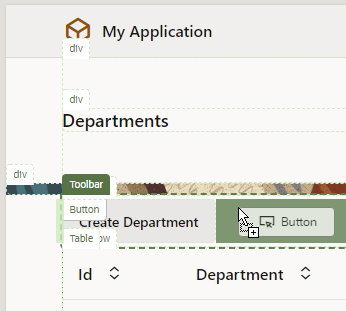 My Application
div
div
Departments
div
Toolbar
Button
Create Department
Button
Table ow
Id
Department